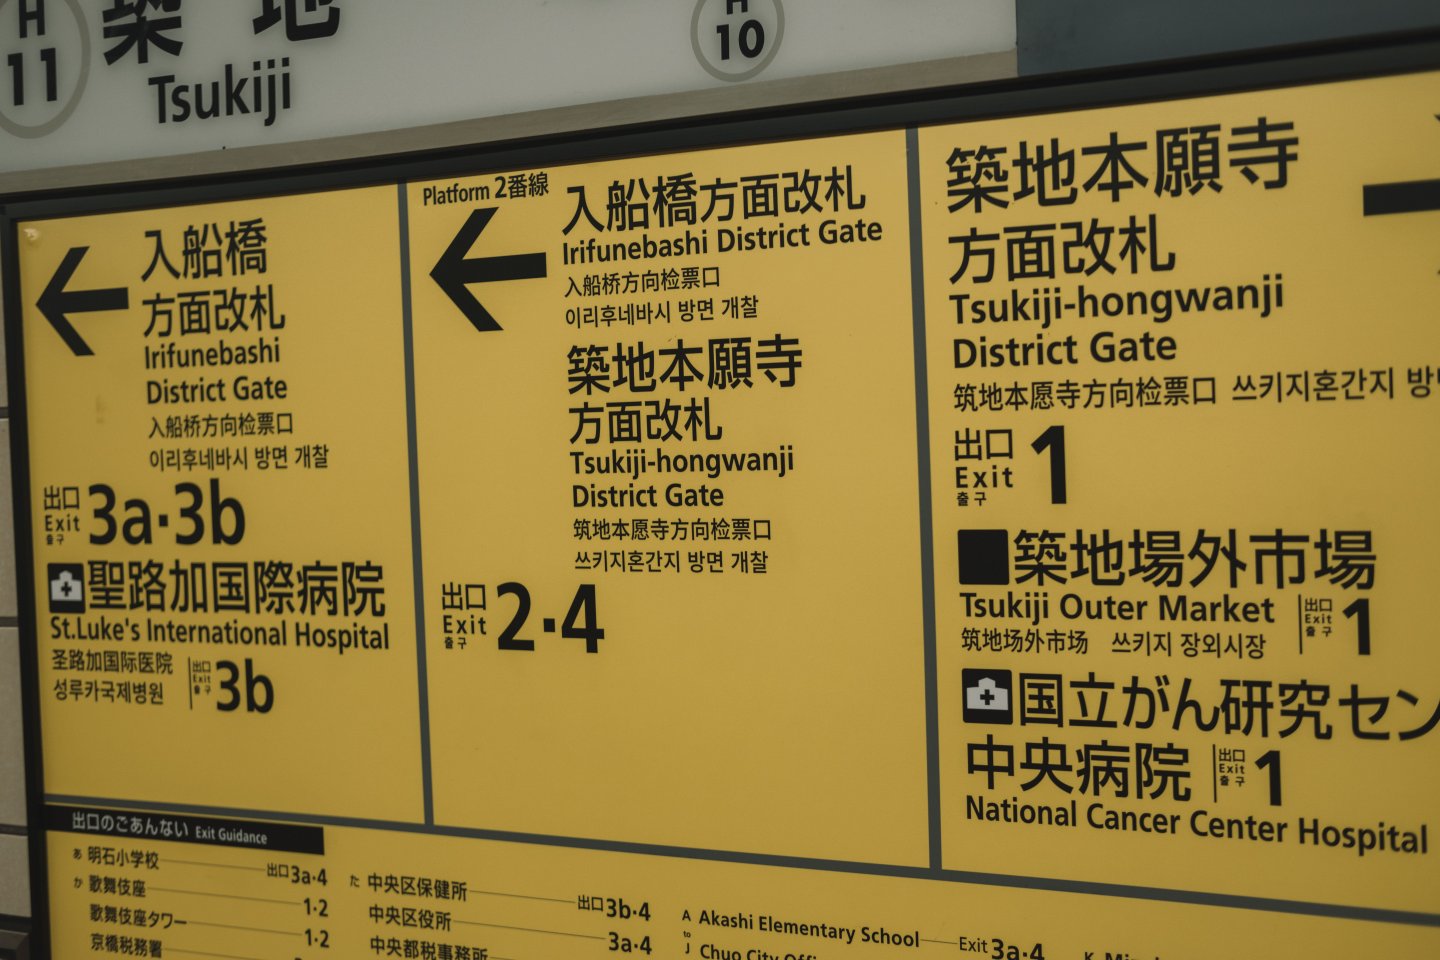 H
11
築地
Tsukiji
H
10
入船橋
方面改札
Irifunebashi
District Gate
入船桥方向检票口
이리후네바시 방면 개찰
出口
Exit
출구
3a·3b
聖路加国際病院
St.Luke's International Hospital
圣路加国际医院
성루카국제병원
出口
Exit
출구
3b
Platform 2番線
入船橋方面改札
Irifunebashi District Gate
入船桥方向检票口
이리후네바시 방면 개찰
築地本願寺
方面改札
Tsukiji-hongwanji
District Gate
筑地本愿寺方向检票口
쓰키지혼간지 방면 개찰
出口
Exit
출구
2·4
築地本願寺
方面改札
Tsukiji-hongwanji
District Gate
筑地本愿寺方向检票口 쓰키지혼간지 방
出口
Exit
출구
1
築地場外市場
Tsukiji Outer Market
出口
Exit
출구
1
筑地场外市场 쓰키지 장외시장
国立がん研究セン
中央病院
出口
Exit
출구
1
National Cancer Center Hospital
出口のごあんない Exit Guidance
あ 明石小学校 出口3a·4
か 歌舞伎座 1·2
歌舞伎座タワー 1·2
京橋税務署
た 中央区保健所 出口3b·4
中央区役所 3a·4
中央都税事務所
A Akashi Elementary School Exit 3a·4
to
J Chuo City
K